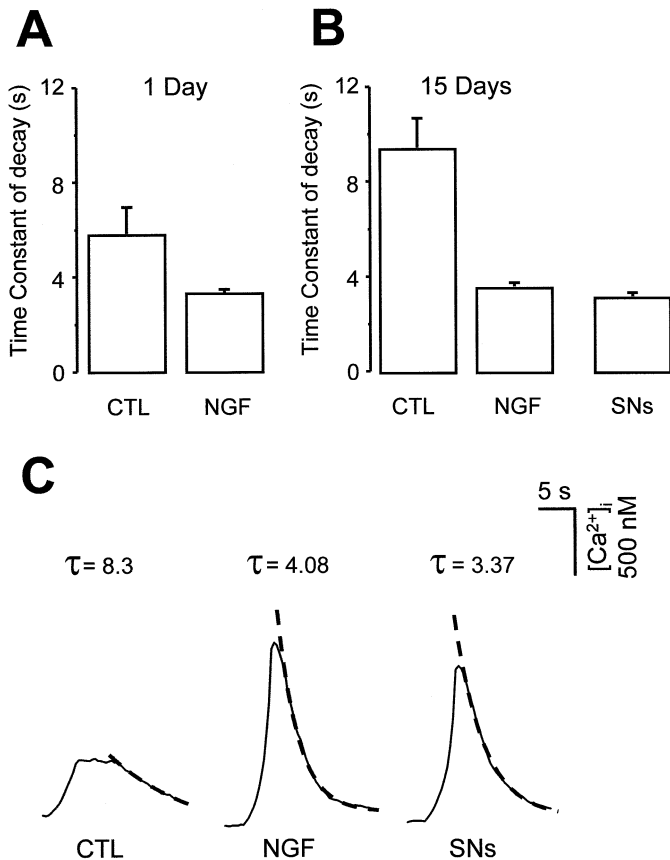 A
B
Time Constant of decay (s)
12
8
4
0
1 Day
CTL
NGF
Time Constant of decay (s)
12
8
4
0
15 Days
CTL
NGF
SNs
C
5 s
[Ca²⁺]ᵢ
500 nM
τ= 8.3
τ= 4.08
τ= 3.37
CTL
NGF
SNs